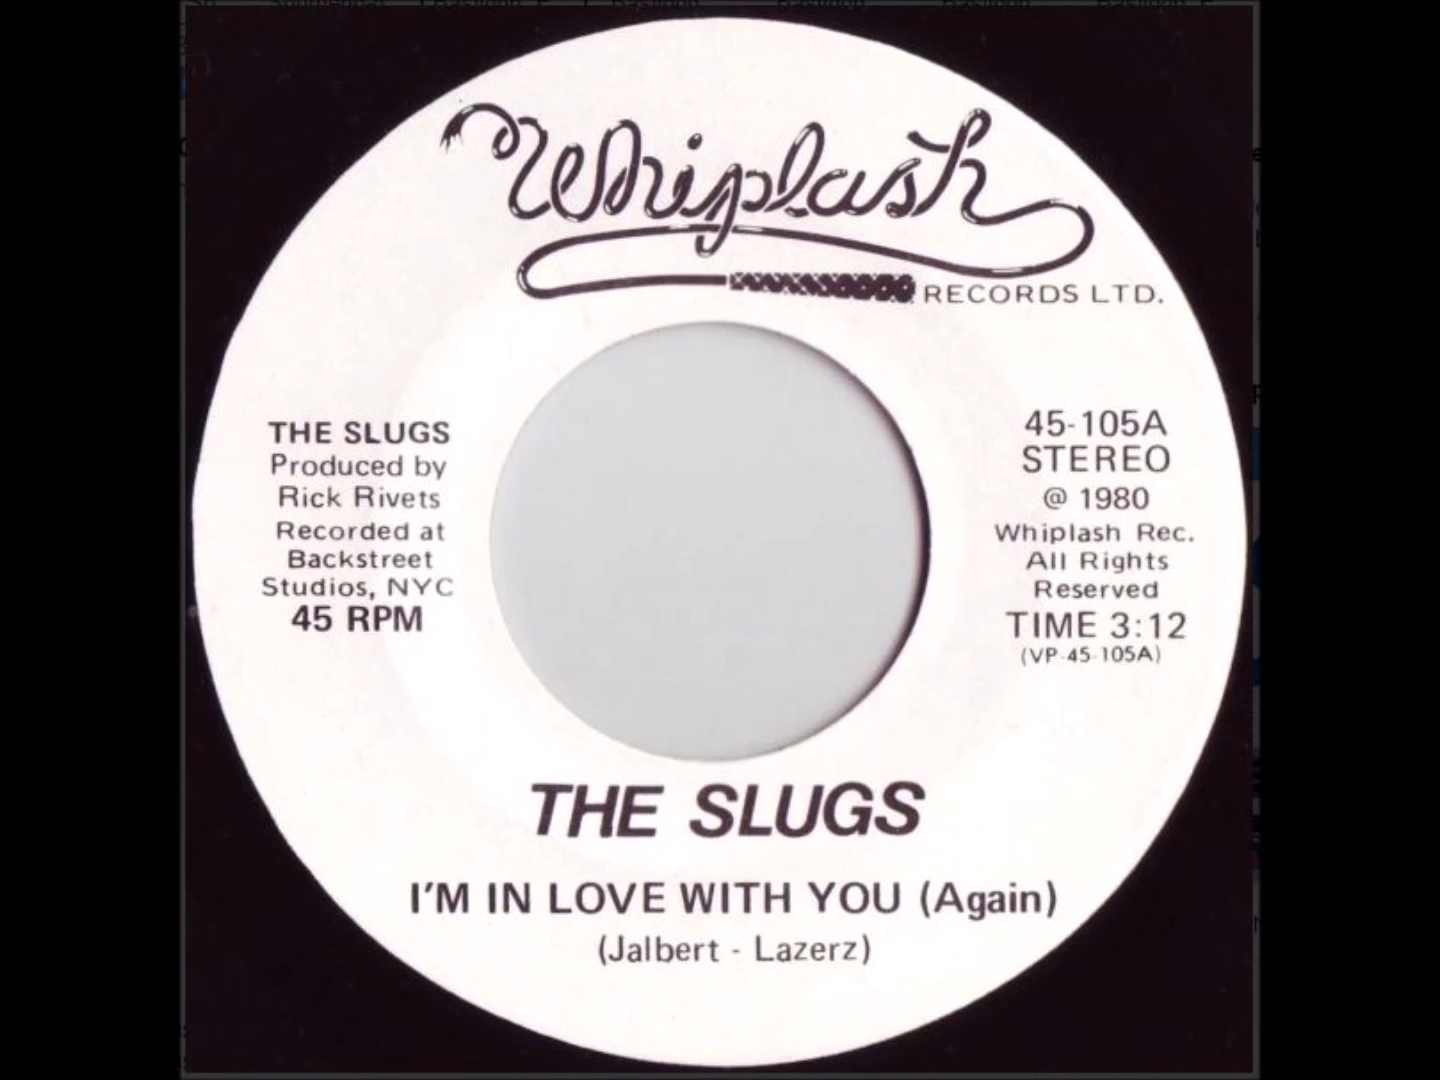 Whiplash
RECORDS LTD.
THE SLUGS
Produced by
Rick Rivets
Recorded at
Backstreet
Studios, NYC
45 RPM
45-105A
STEREO
@ 1980
Whiplash Rec.
All Rights
Reserved
TIME 3:12
(VP-45-105A)
THE SLUGS
I'M IN LOVE WITH YOU (Again)
(Jalbert - Lazerz)